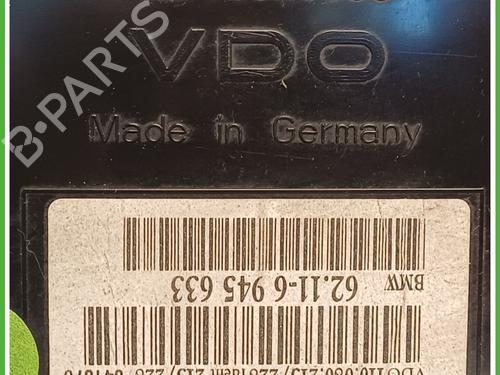 B-PARTS
VDO
Made in Germany
BMW
62.11-6 945 633